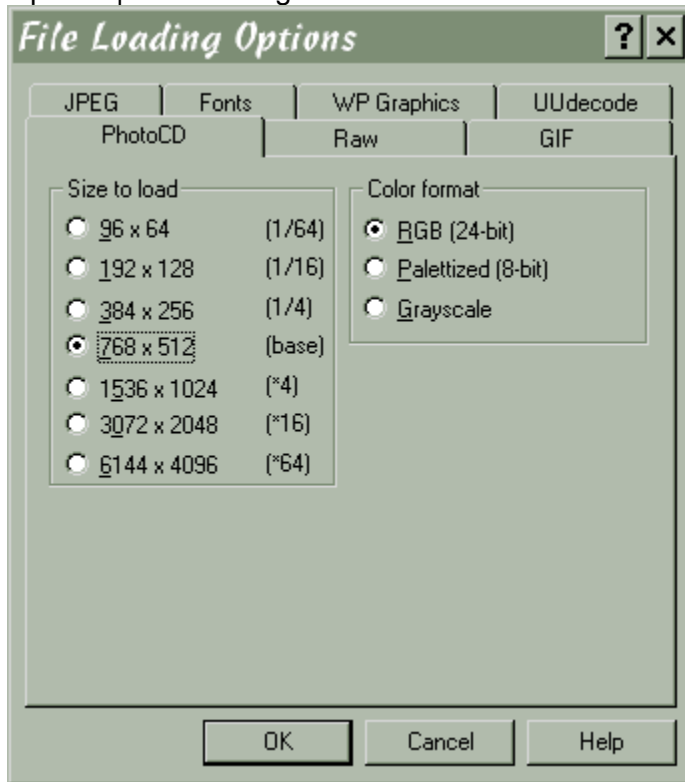 File Loading Options
JPEG Fonts WP Graphics UUdecode
PhotoCD Raw GIF
Size to load
96 x 64 (1/64)
192 x 128 (1/16)
384 x 256 (1/4)
768 x 512 (base)
1536 x 1024 (*4)
3072 x 2048 (*16)
6144 x 4096 (*64)
Color format
RGB (24-bit)
Palettized (8-bit)
Grayscale
OK Cancel Help